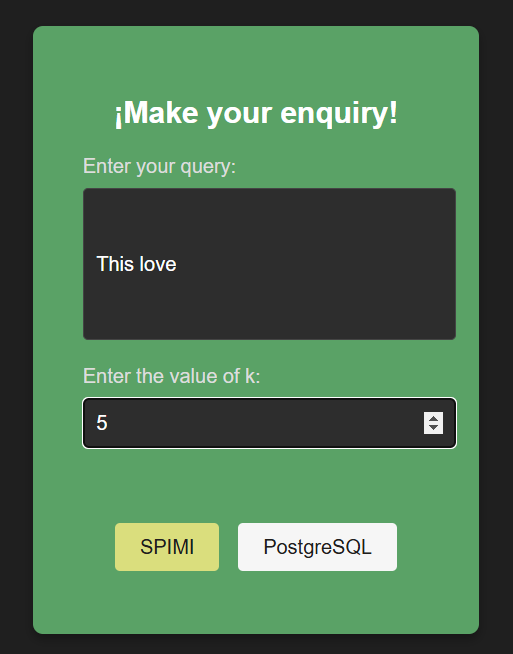 ¡Make your enquiry!
Enter your query:
This love
Enter the value of k:
5
SPIMI PostgreSQL